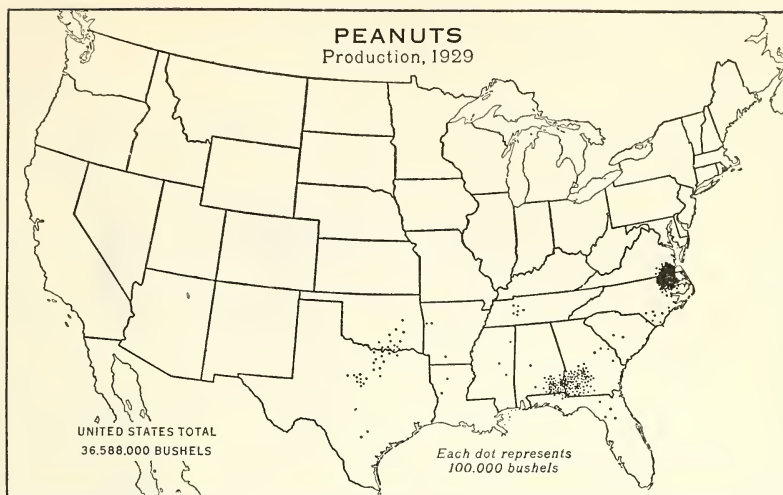 PEANUTS
Production, 1929
UNITED STATES TOTAL
36.588.000 BUSHELS
Each dot represents
100.000 bushels